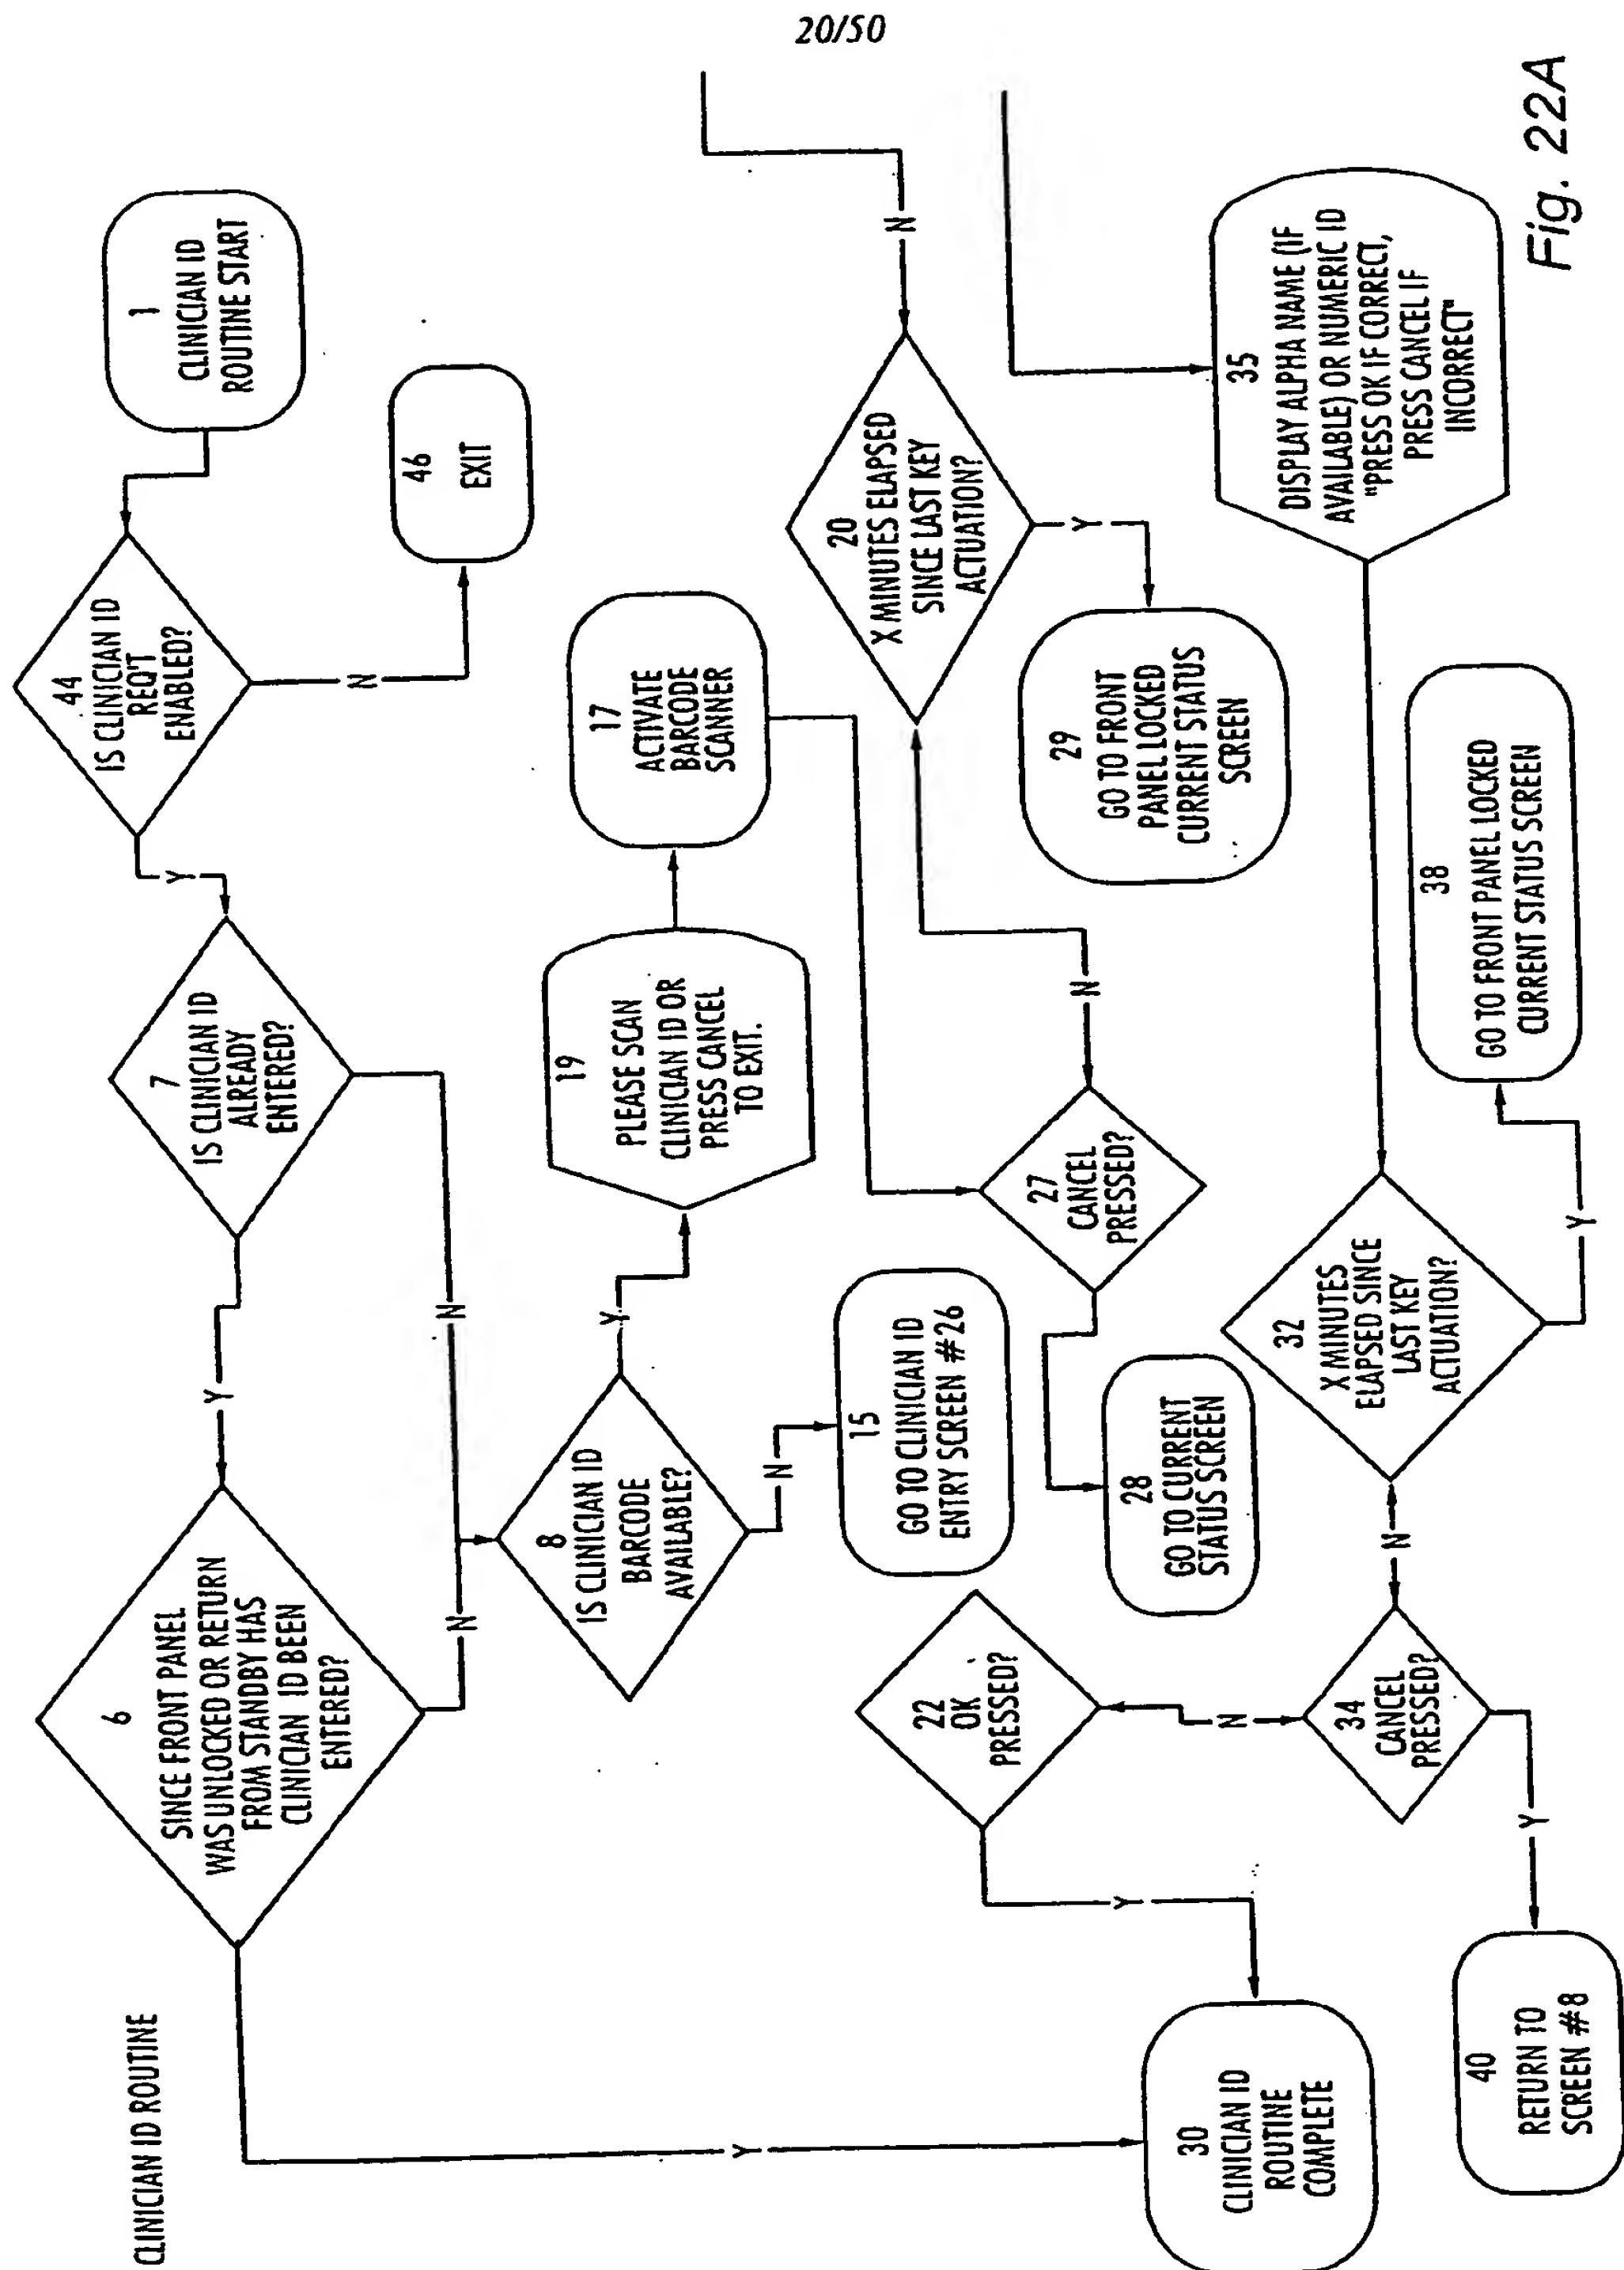 20/50
CLINICIAN ID ROUTINE
1
CLINICIAN ID
ROUTINE START
44
IS CLINICIAN ID
REQ'T
ENABLED?
N
46
EXIT
Y
7
IS CLINICIAN ID
ALREADY
ENTERED?
Y
N
6
SINCE FRONT PANEL
WAS UNLOCKED OR RETURN
FROM STANDBY HAS
CLINICIAN ID BEEN
ENTERED?
N
Y
8
IS CLINICIAN ID
BARCODE
AVAILABLE?
Y
N
19
PLEASE SCAN
CLINICIAN ID OR
PRESS CANCEL
TO EXIT.
17
ACTIVATE
BARCODE
SCANNER
15
GO TO CLINICIAN ID
ENTRY SCREEN #26
27
CANCEL
PRESSED?
N
28
GO TO CURRENT
STATUS SCREEN
N
20
X MINUTES ELAPSED
SINCE LAST KEY
ACTUATION?
Y
29
GO TO FRONT
PANEL LOCKED
CURRENT STATUS
SCREEN
35
DISPLAY ALPHA NAME (IF
AVAILABLE) OR NUMERIC ID
"PRESS OK IF CORRECT,
PRESS CANCEL IF
INCORRECT"
32
X MINUTES
ELAPSED SINCE
LAST KEY
ACTUATION?
Y
38
GO TO FRONT PANEL LOCKED
CURRENT STATUS SCREEN
N
34
CANCEL
PRESSED?
N
Y
22
OK
PRESSED?
Y
30
CLINICIAN ID
ROUTINE
COMPLETE
40
RETURN TO
SCREEN #8
Fig. 22A